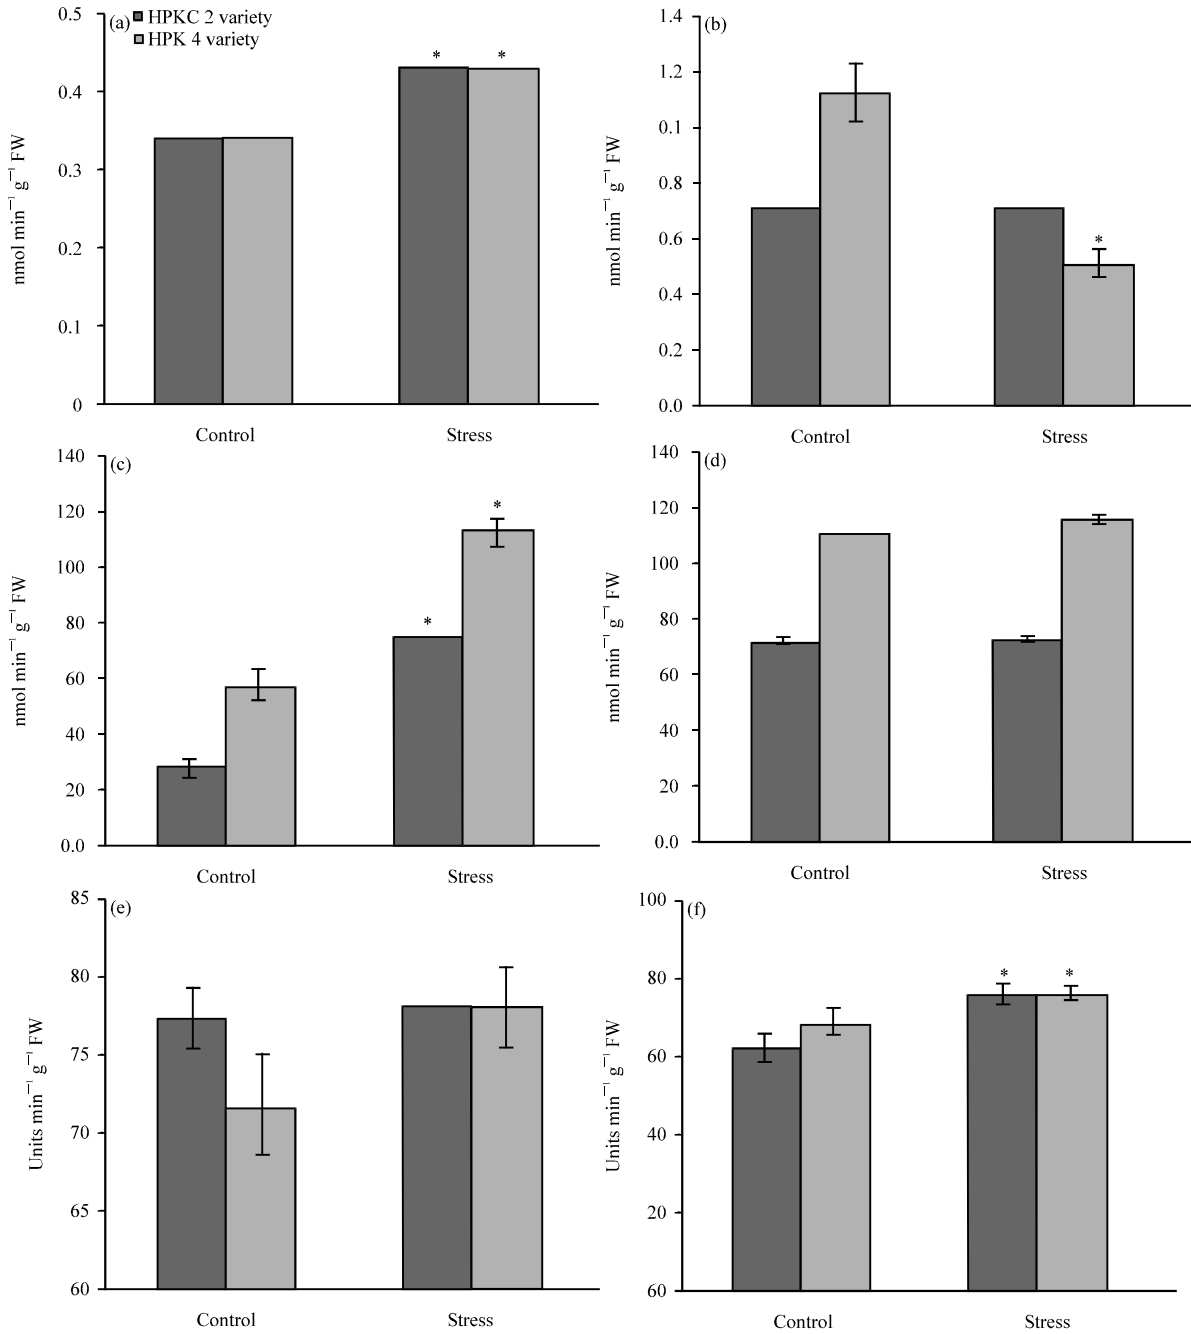 (a)
HPKC 2 variety
HPK 4 variety
0.5
0.4
0.3
0.2
0.1
0
nmol min⁻¹ g⁻¹ FW
* *
Control Stress
(b)
1.4
1.2
0.1
0.8
0.6
0.4
0.2
0.0
nmol min⁻¹ g⁻¹ FW
*
Control Stress
(c)
140
120
100
80
60
40
20
0.0
nmol min⁻¹ g⁻¹ FW
*
*
Control Stress
(d)
140
120
100
80
60
40
20
0.0
nmol min⁻¹ g⁻¹ FW
Control Stress
(e)
85
80
75
70
65
60
Units min⁻¹ g⁻¹ FW
Control Stress
(f)
100
80
60
40
20
60
Units min⁻¹ g⁻¹ FW
* *
Control Stress